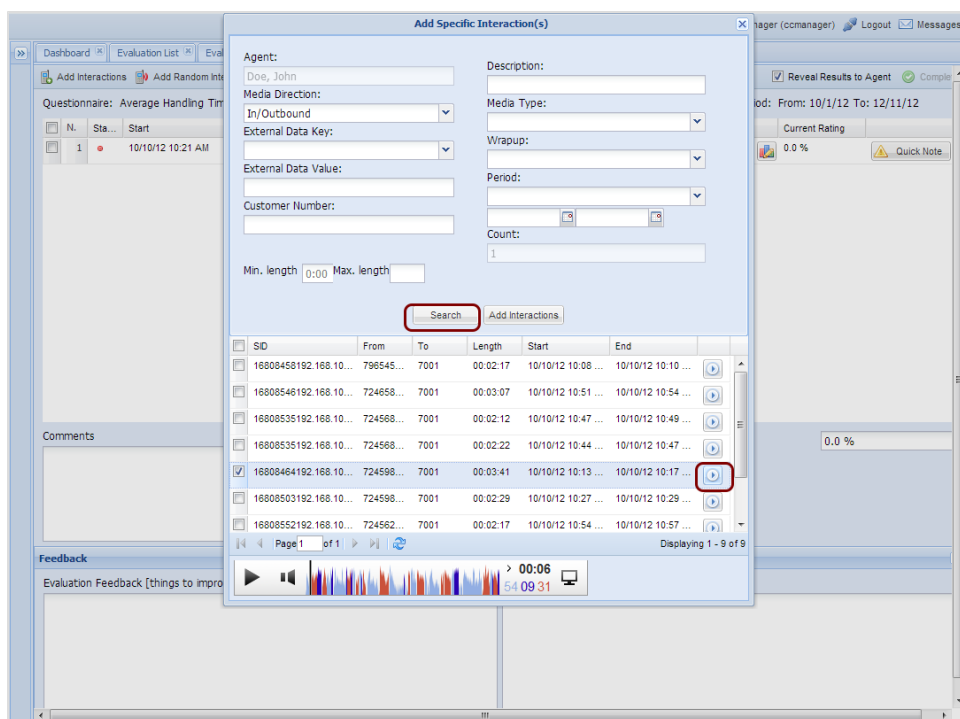 Add Specific Interaction(s)
ager (ccmanager) Logout Messages
Dashboard Evaluation List Eval
Add Interactions Add Random Inte
Reveal Results to Agent Comple
Questionnaire: Average Handling Tim
iod: From: 10/1/12 To: 12/11/12
N. Sta... Start
Current Rating
1 10/10/12 10:21 AM
0.0 % Quick Note
Agent:
Doe, John
Media Direction:
In/Outbound
External Data Key:
External Data Value:
Customer Number:
Description:
Media Type:
Wrapup:
Period:
Count:
1
Min. length 0:00 Max. length
Search Add Interactions
SID From To Length Start End
16808458192.168.10... 796545... 7001 00:02:17 10/10/12 10:08 ... 10/10/12 10:10 ...
16808546192.168.10... 724658... 7001 00:03:07 10/10/12 10:51 ... 10/10/12 10:54 ...
16808535192.168.10... 724568... 7001 00:02:12 10/10/12 10:47 ... 10/10/12 10:49 ...
16808535192.168.10... 724568... 7001 00:02:22 10/10/12 10:44 ... 10/10/12 10:47 ...
16808464192.168.10... 724598... 7001 00:03:41 10/10/12 10:13 ... 10/10/12 10:17 ...
16808503192.168.10... 724598... 7001 00:02:29 10/10/12 10:27 ... 10/10/12 10:29 ...
16808552192.168.10... 724562... 7001 00:02:17 10/10/12 10:54 ... 10/10/12 10:57 ...
Page 1 of 1
Displaying 1 - 9 of 9
00:06
54 09 31
Comments
0.0 %
Feedback
Evaluation Feedback [things to impro